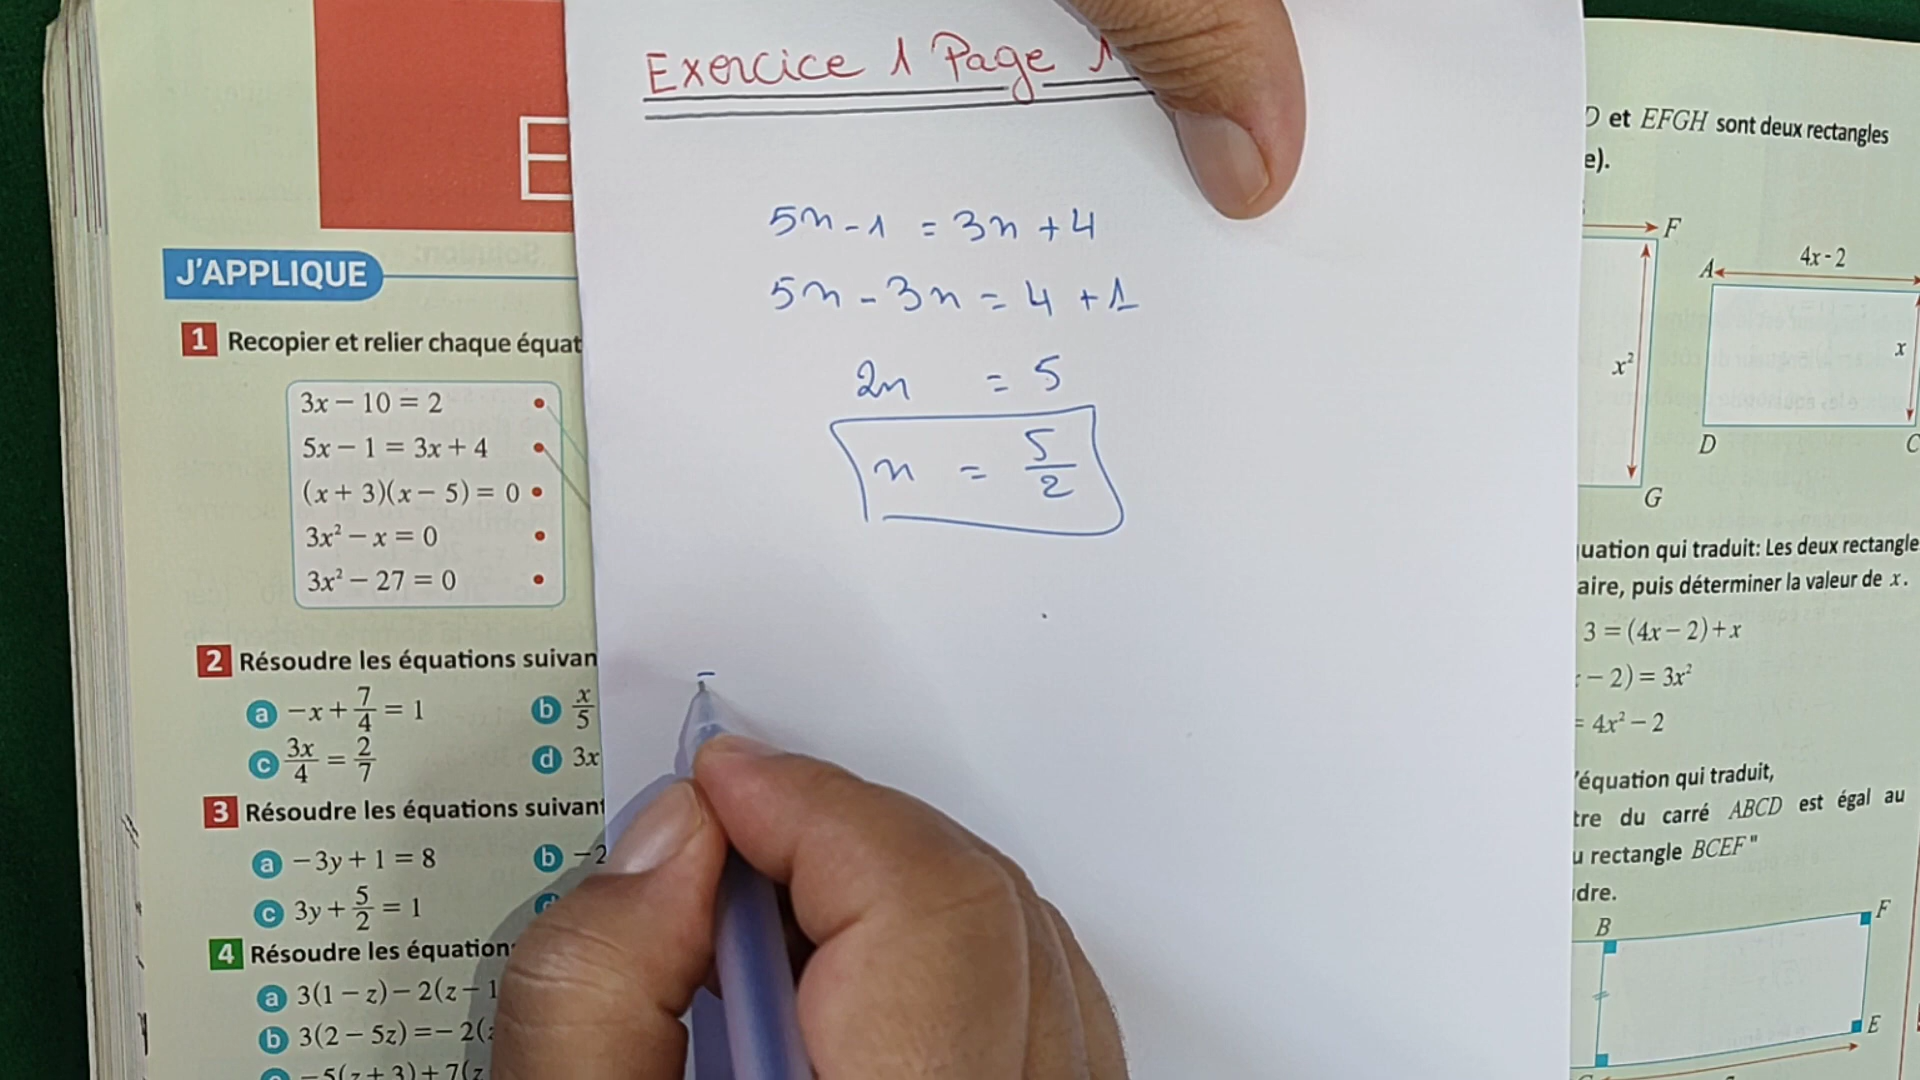 E
J'APPLIQUE
1 Recopier et relier chaque équat
3x − 10 = 2
5x − 1 = 3x + 4
(x + 3)(x − 5) = 0
3x² − x = 0
3x² − 27 = 0
2 Résoudre les équations suivan
a −x + 7/4 = 1 b x/5
c 3x/4 = 2/7 d 3x
3 Résoudre les équations suivant
a −3y + 1 = 8 b −2
c 3y + 5/2 = 1
4 Résoudre les équation
a 3(1 − z) − 2(z − 1
b 3(2 − 5z) = − 2(
−5(z + 3) + 7(z
Exercice 1 Page 1
5x - 1 = 3x + 4
5x - 3x = 4 + 1
2x = 5
x = 5/2
D et EFGH sont deux rectangles
e).
F
x²
G
A
4x - 2
x
D
C
uation qui traduit: Les deux rectangle
aire, puis déterminer la valeur de x.
3 = (4x − 2) + x
− 2) = 3x²
= 4x² − 2
'équation qui traduit,
tre du carré ABCD est égal au
u rectangle BCEF"
dre.
B
F
E